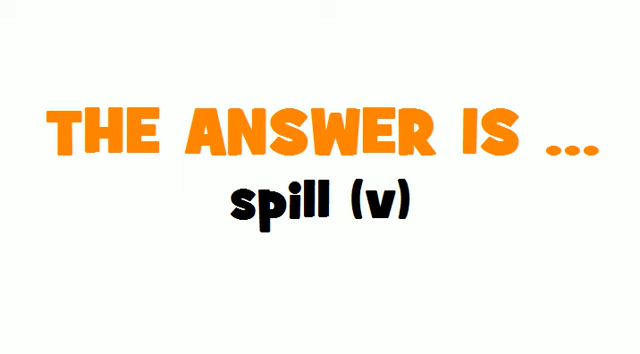 THE ANSWER IS ...
spill (v)